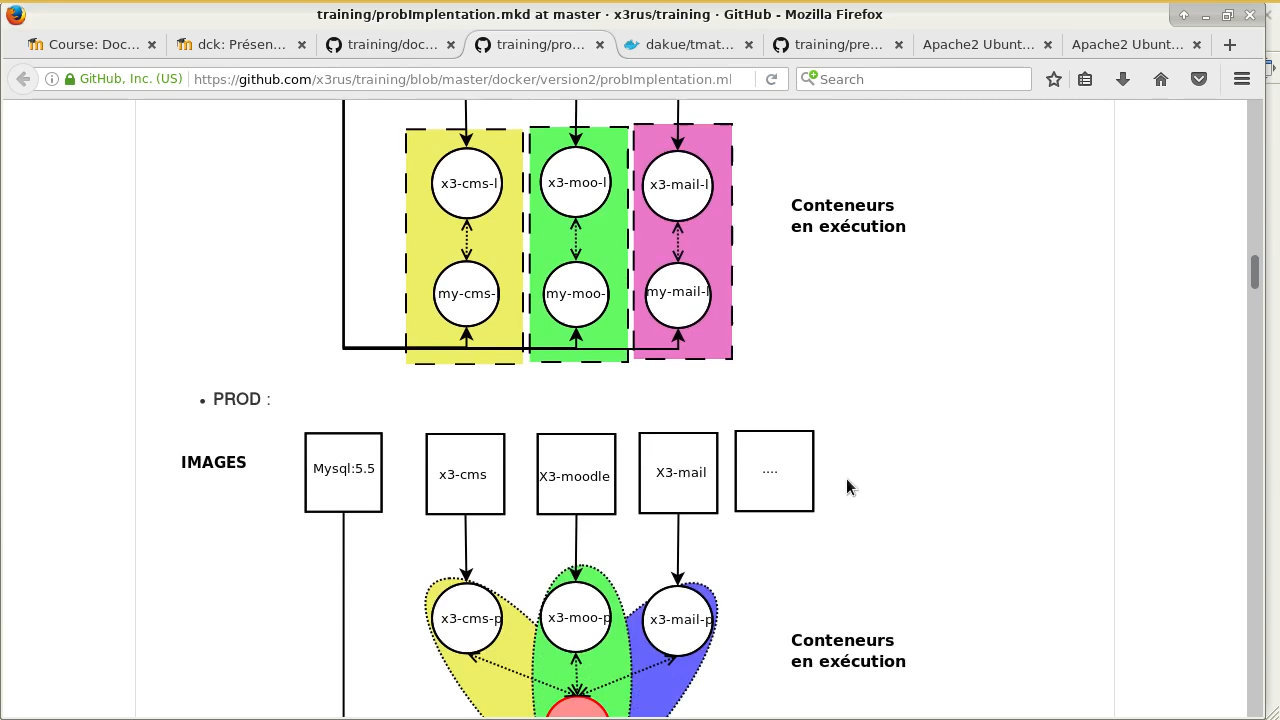 training/probImplentation.mkd at master · x3rus/training · GitHub - Mozilla Firefox
Course: Doc...
dck: Présen...
training/doc...
training/pro...
dakue/tmat...
training/pre...
Apache2 Ubunt...
Apache2 Ubunt...
GitHub, Inc. (US)
https://github.com/x3rus/training/blob/master/docker/version2/probImplentation.ml
Search
x3-cms-l
x3-moo-l
x3-mail-l
Conteneurs
en exécution
my-cms-
my-moo-
my-mail-l
• PROD :
IMAGES
Mysql:5.5
x3-cms
X3-moodle
X3-mail
....
x3-cms-p
x3-moo-p
x3-mail-p
Conteneurs
en exécution